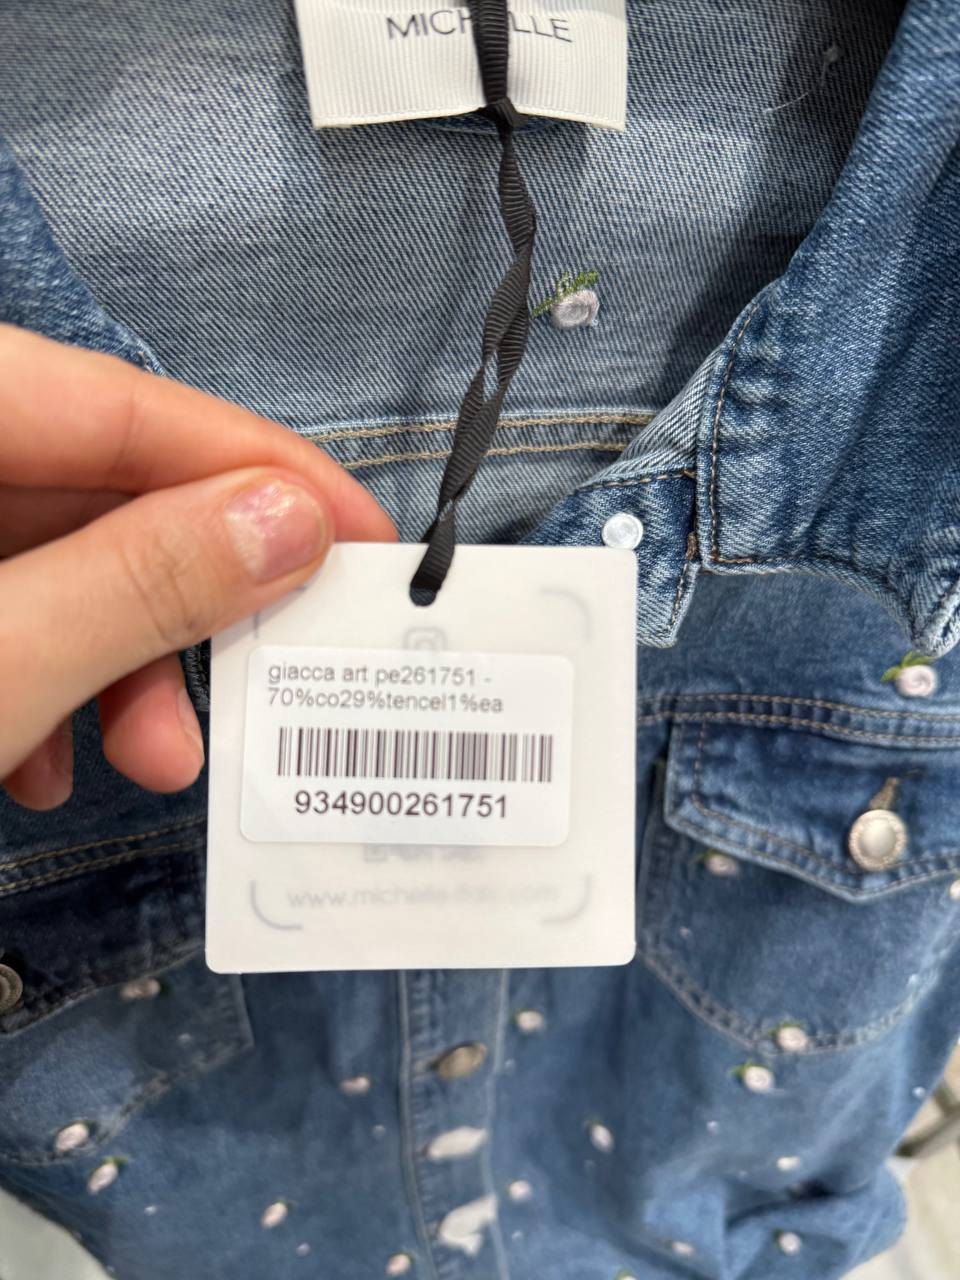 MICHELLE
giacca art pe261751 -
70%co29%tencel1%ea
934900261751